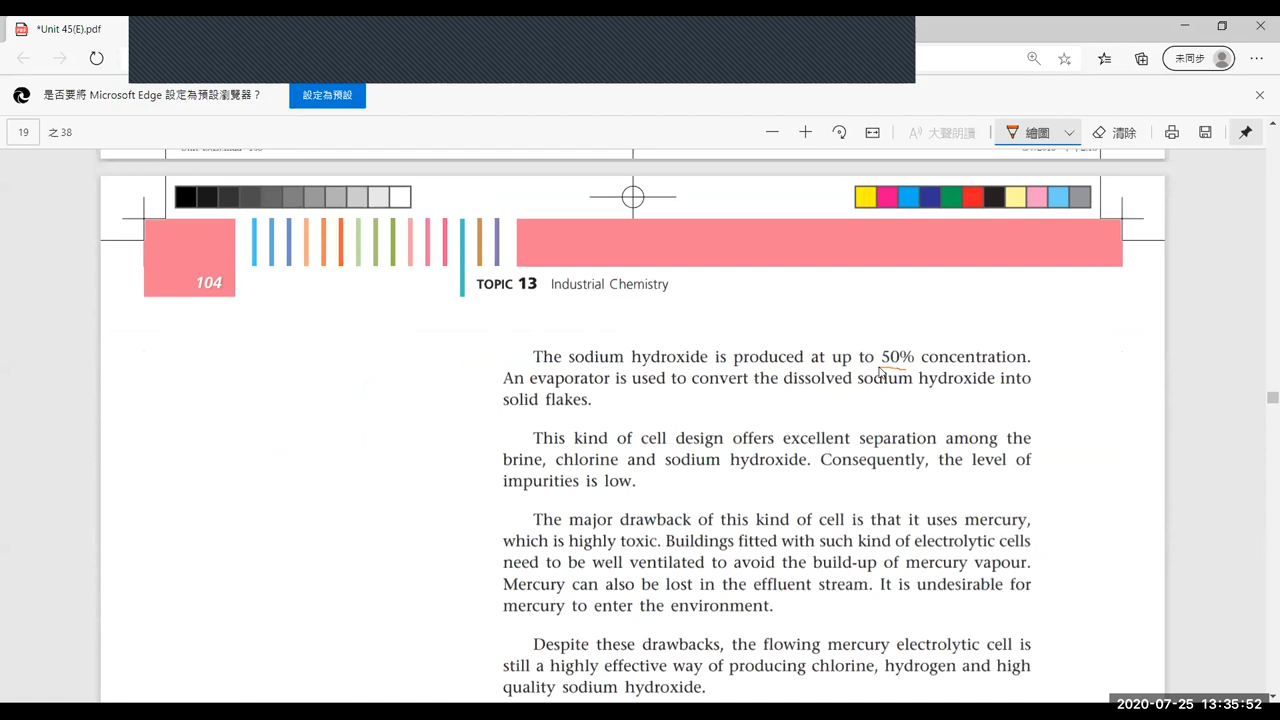 *Unit 45(E).pdf
未同步
是否要將 Microsoft Edge 設定為預設瀏覽器？
設定為預設
19 之 38
大聲朗讀
繪圖
清除
104
TOPIC 13 Industrial Chemistry
The sodium hydroxide is produced at up to 50% concentration.
An evaporator is used to convert the dissolved sodium hydroxide into
solid flakes.
This kind of cell design offers excellent separation among the
brine, chlorine and sodium hydroxide. Consequently, the level of
impurities is low.
The major drawback of this kind of cell is that it uses mercury,
which is highly toxic. Buildings fitted with such kind of electrolytic cells
need to be well ventilated to avoid the build-up of mercury vapour.
Mercury can also be lost in the effluent stream. It is undesirable for
mercury to enter the environment.
Despite these drawbacks, the flowing mercury electrolytic cell is
still a highly effective way of producing chlorine, hydrogen and high
quality sodium hydroxide.
2020-07-25 13:35:52